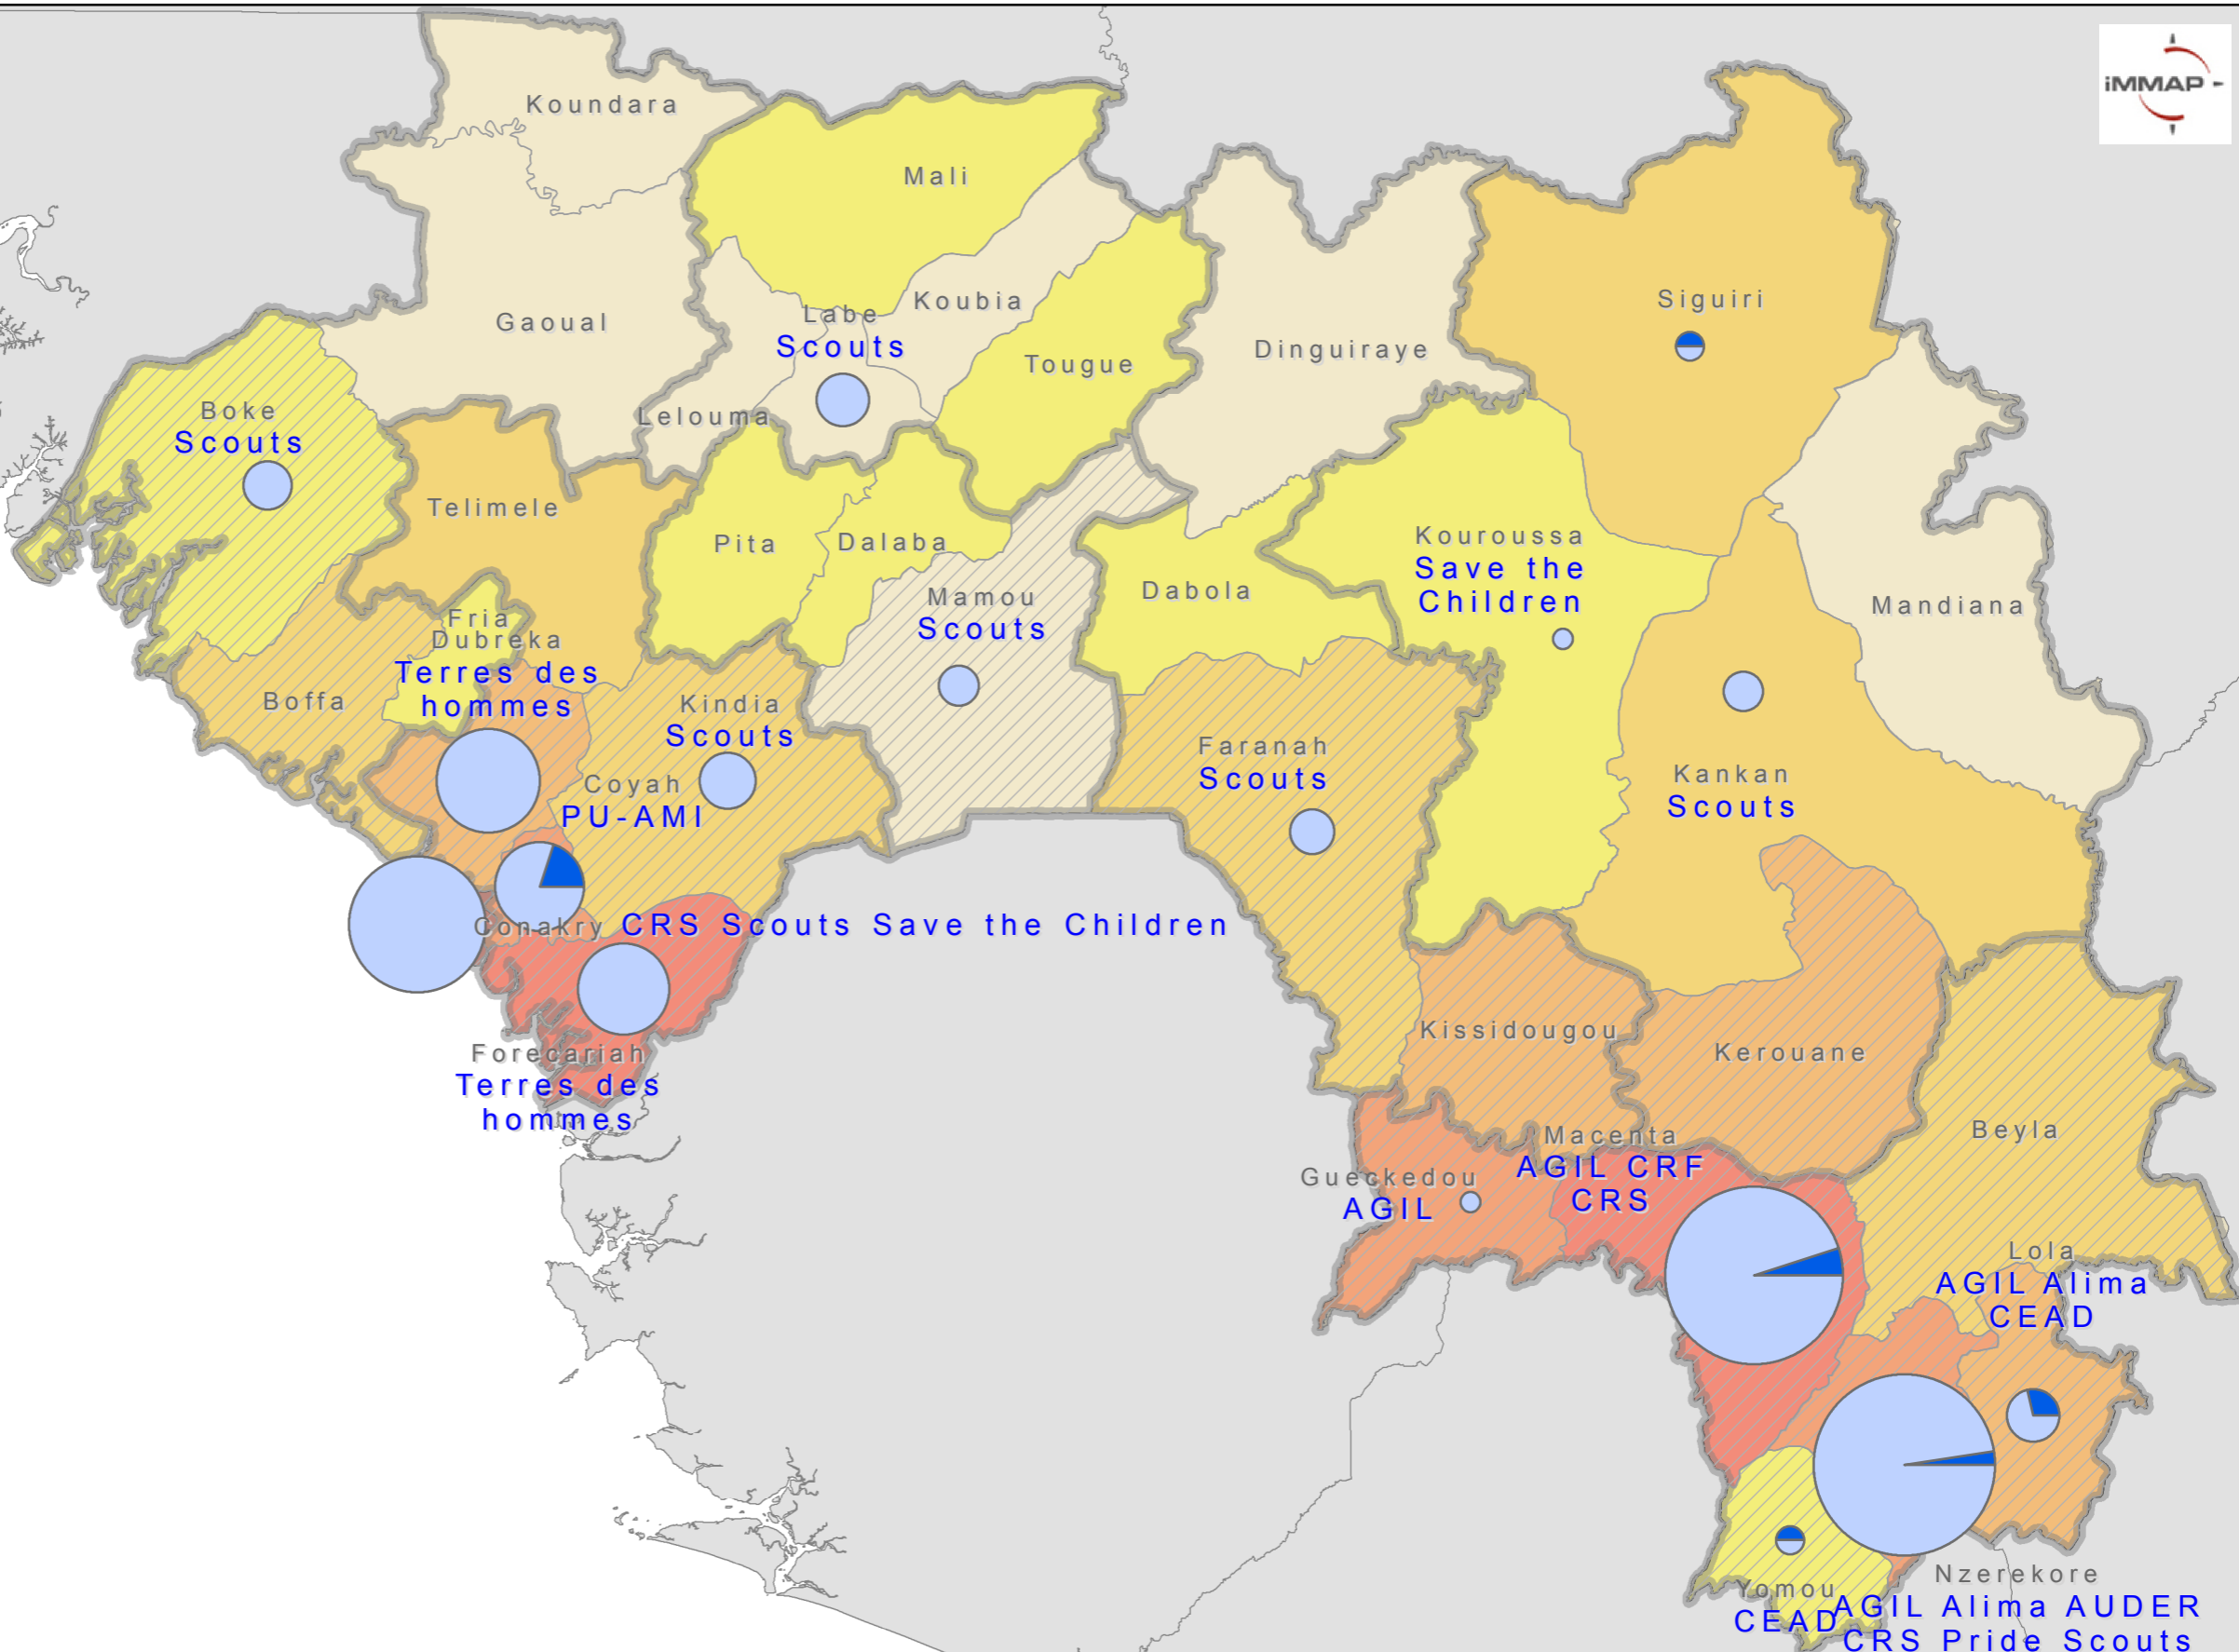 iMMAP
Koundara
Mali
Siguiri
Koubia
Labe
Scouts
Gaoual
Dinguiraye
Tougue
Boke
Scouts
Lelouma
Telimele
Kouroussa
Save the
Children
Pita
Dalaba
Dabola
Mamou
Scouts
Mandiana
Fria
Dubreka
Terres des
hommes
Boffa
Kindia
Scouts
Faranah
Scouts
Kankan
Scouts
Coyah
PU-AMI
Conakry CRS Scouts Save the Children
Kissidougou
Kerouane
Forecariah
Terres des
hommes
Beyla
Macenta
AGIL CRF
CRS
Gueckedou
AGIL
Lola
AGIL Alima
CEAD
Nzerekore
AGIL Alima AUDER
CRS Pride Scouts
Yomou
CEAD